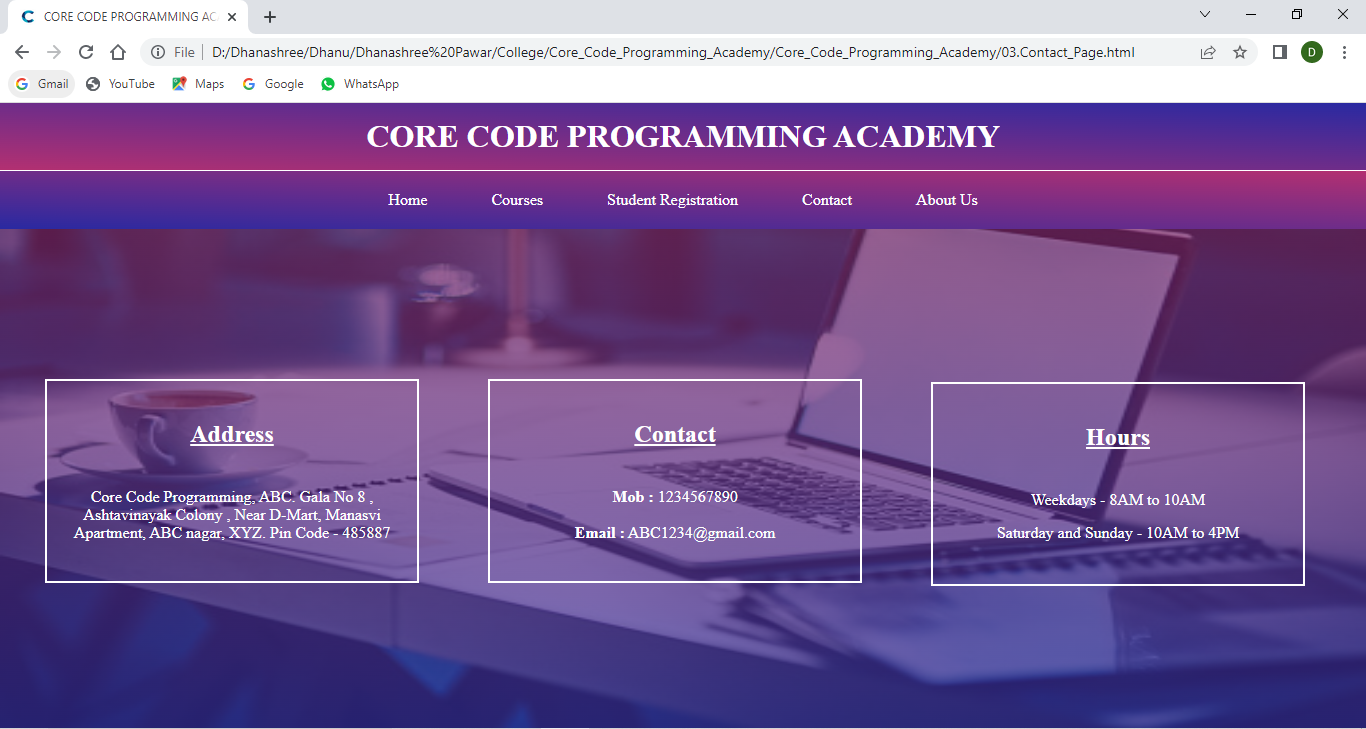 CORE CODE PROGRAMMING AC
File
D:/Dhanashree/Dhanu/Dhanashree%20Pawar/College/Core_Code_Programming_Academy/Core_Code_Programming_Academy/03.Contact_Page.html
D
Gmail YouTube Maps Google WhatsApp
CORE CODE PROGRAMMING ACADEMY
Home Courses Student Registration Contact About Us
Address
Core Code Programming, ABC. Gala No 8 ,
Ashtavinayak Colony , Near D-Mart, Manasvi
Apartment, ABC nagar, XYZ. Pin Code - 485887
Contact
Mob : 1234567890
Email : ABC1234@gmail.com
Hours
Weekdays - 8AM to 10AM
Saturday and Sunday - 10AM to 4PM